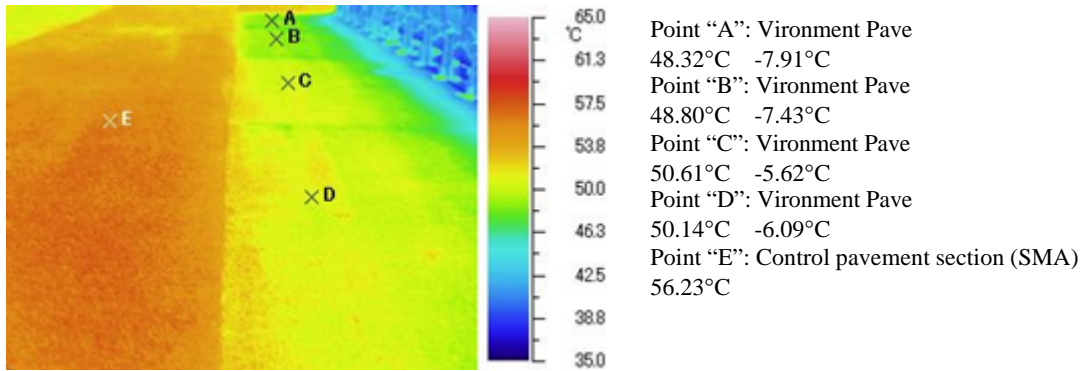 A
B
C
E
D
65.0
°C
61.3
57.5
53.8
50.0
46.3
42.5
38.8
35.0
Point “A”: Vironment Pave
48.32°C -7.91°C
Point “B”: Vironment Pave
48.80°C -7.43°C
Point “C”: Vironment Pave
50.61°C -5.62°C
Point “D”: Vironment Pave
50.14°C -6.09°C
Point “E”: Control pavement section (SMA)
56.23°C